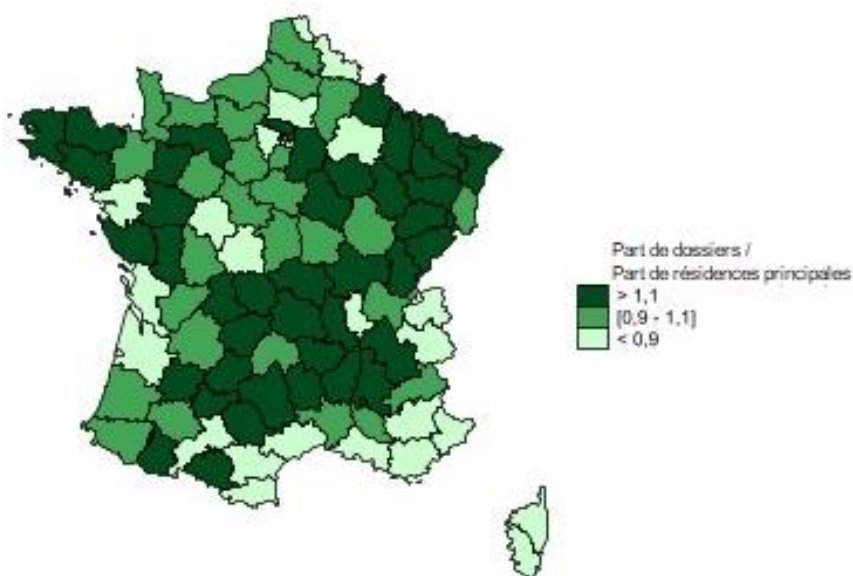 Part de dossiers /
Part de résidences principales
> 1,1
[0,9 - 1,1]
< 0,9